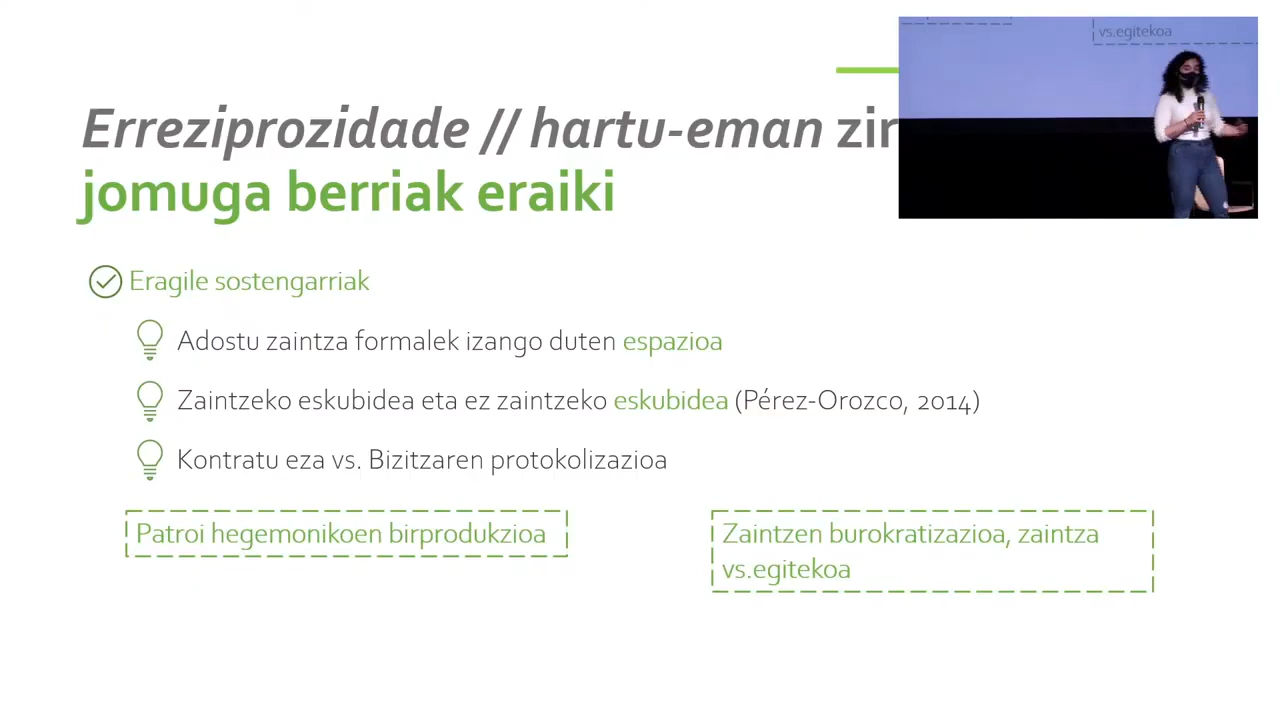 Erreziprozidade // hartu-eman
jomuga berriak eraiki
vs.egitekoa
Eragile sostengarriak
Adostu zaintza formalek izango duten espazioa
Zaintzeko eskubidea eta ez zaintzeko eskubidea (Pérez-Orozco, 2014)
Kontratu eza vs. Bizitzaren protokolizazioa
Patroi hegemonikoen birprodukzioa
Zaintzen burokratizazioa, zaintza
vs.egitekoa